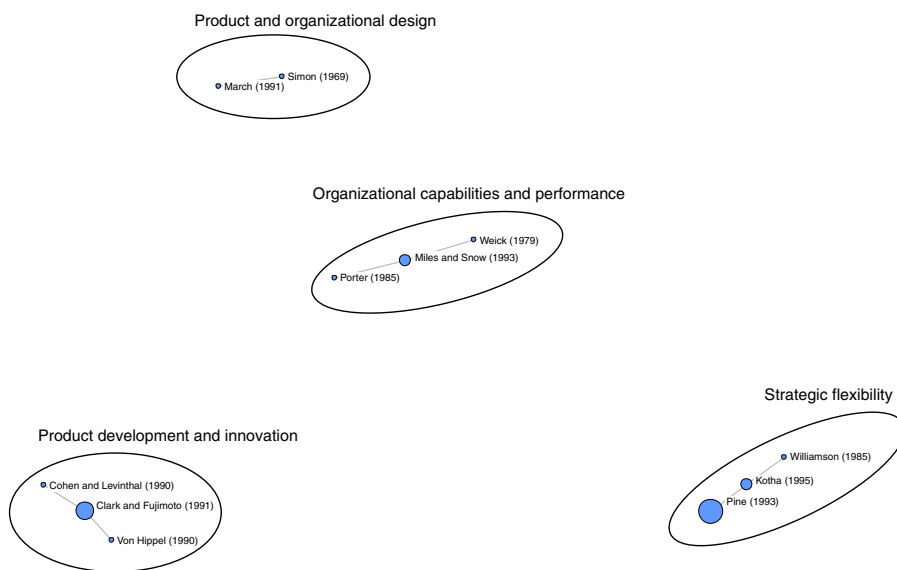 Product and organizational design
Simon (1969)
March (1991)
Organizational capabilities and performance
Weick (1979)
Miles and Snow (1993)
Porter (1985)
Strategic flexibility
Williamson (1985)
Kotha (1995)
Pine (1993)
Product development and innovation
Cohen and Levinthal (1990)
Clark and Fujimoto (1991)
Von Hippel (1990)